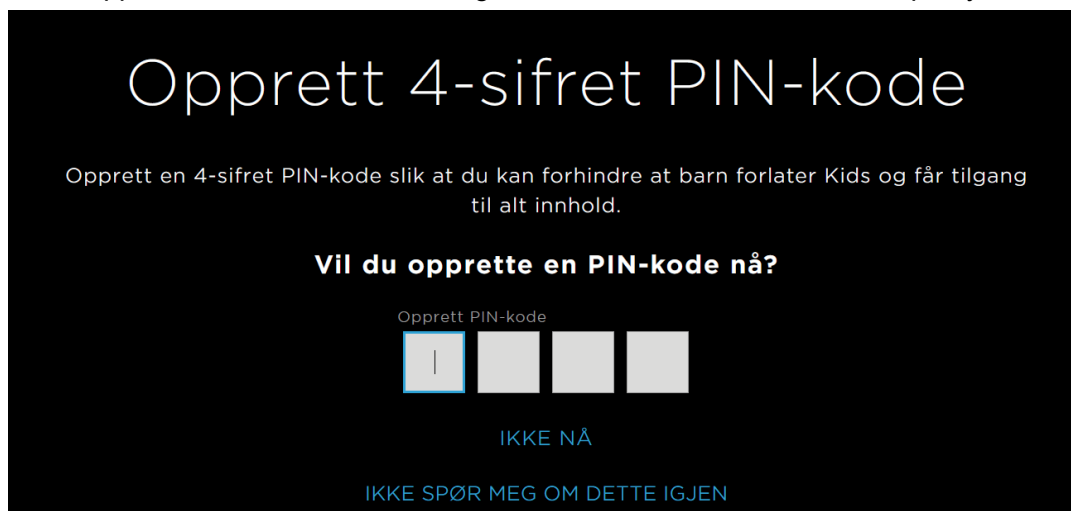 Opprett 4-sifret PIN-kode
Opprett en 4-sifret PIN-kode slik at du kan forhindre at barn forlater Kids og får tilgang
til alt innhold.
Vil du opprette en PIN-kode nå?
Opprett PIN-kode
IKKE NÅ
IKKE SPØR MEG OM DETTE IGJEN